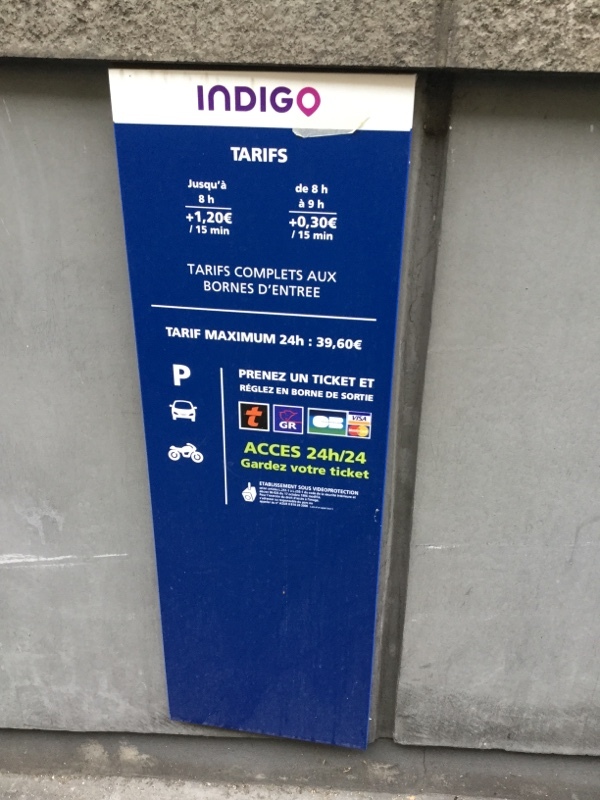 INDIGO
TARIFS
Jusqu'à
8 h
+1,20€
/ 15 min
de 8 h
à 9 h
+0,30€
/ 15 min
TARIFS COMPLETS AUX
BORNES D'ENTREE
TARIF MAXIMUM 24h : 39,60€
P
PRENEZ UN TICKET ET
RÉGLEZ EN BORNE DE SORTIE
t
GR
CB
VISA
ACCES 24h/24
Gardez votre ticket
ETABLISSEMENT SOUS VIDEOPROTECTION